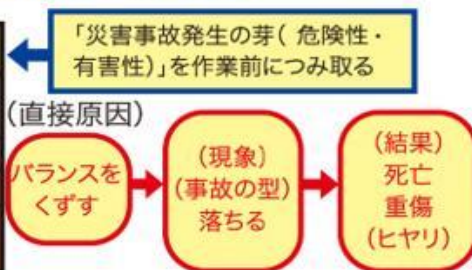 「災害事故発生の芽( 危険性・
有害性)」を作業前につみ取る
(直接原因)
バランスを
くずす
(現象)
(事故の型)
落ちる
(結果)
死亡
重傷
(ヒヤリ)